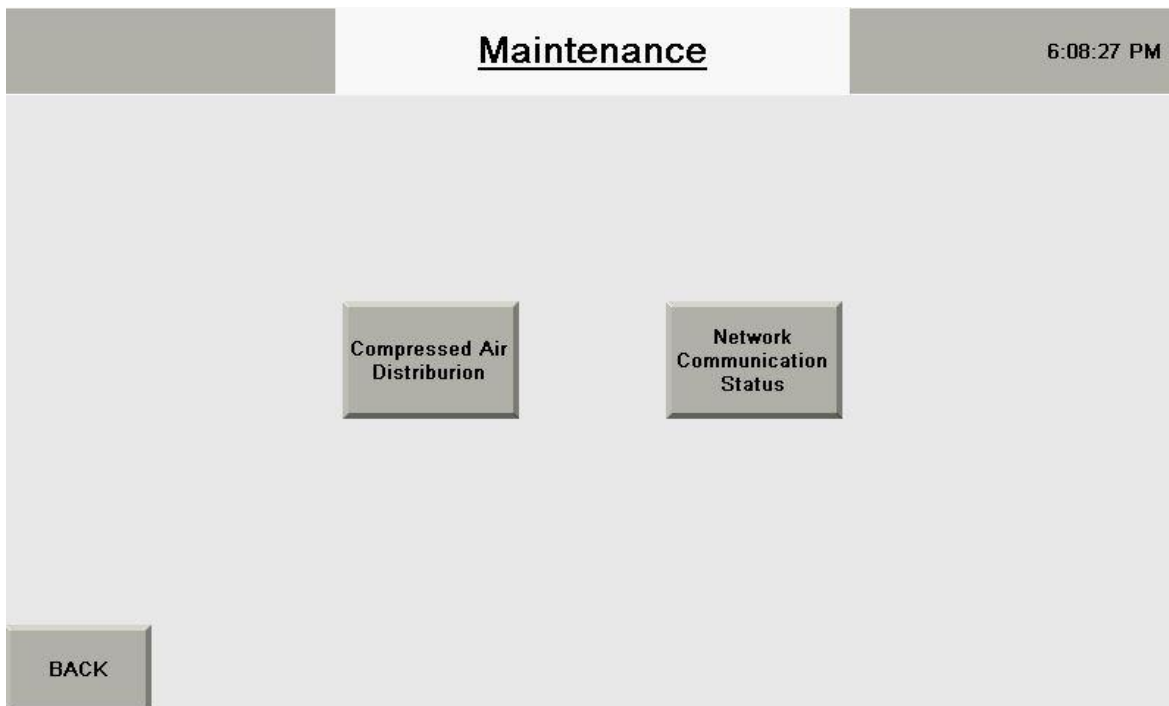 Maintenance
6:08:27 PM
Compressed Air
Distriburion
Network
Communication
Status
BACK